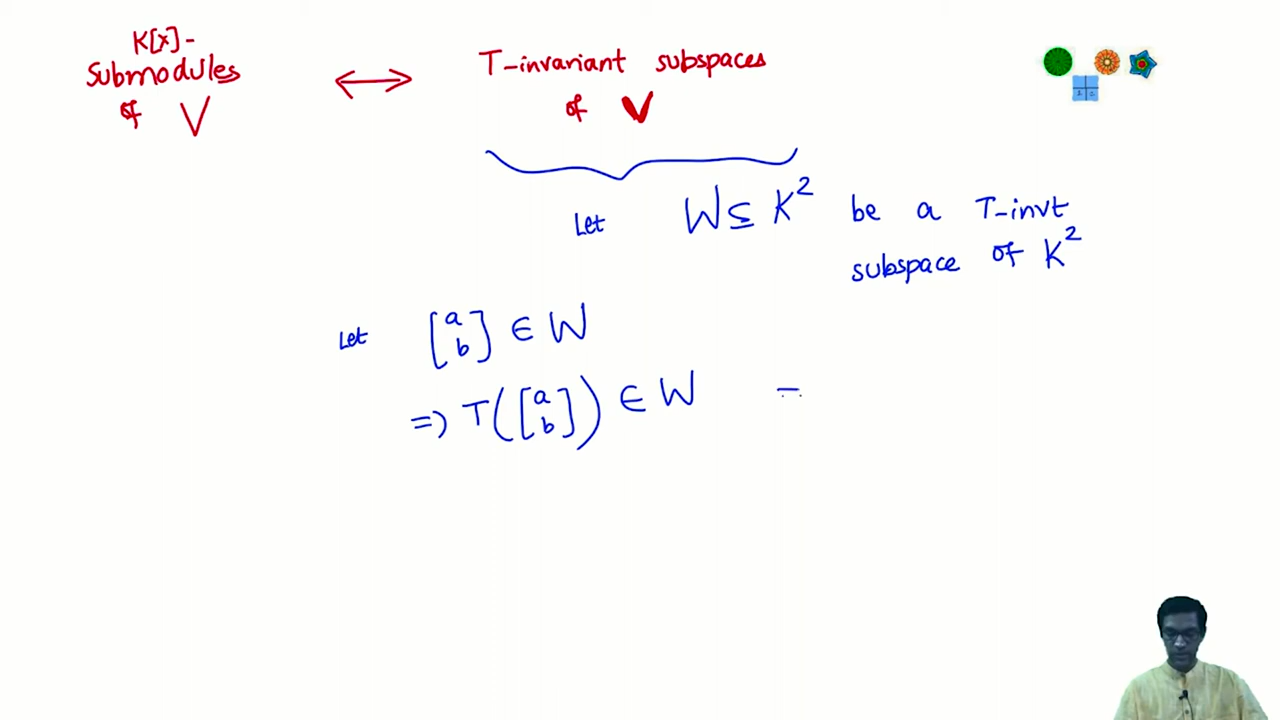 K[x]-
Submodules
of V
↔
T-invariant subspaces
of V
Let W ⊆ K² be a T-invt
subspace of K²
Let [a b] ∈ W
=> T([a b]) ∈ W =